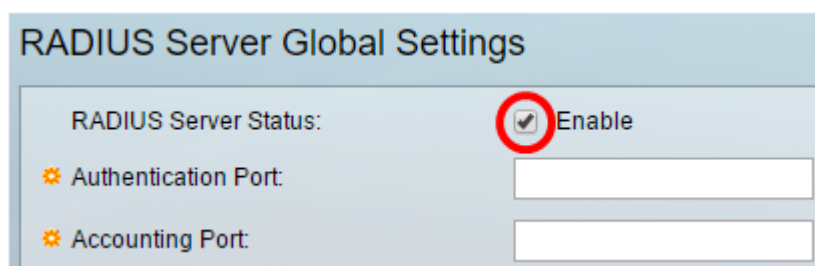 RADIUS Server Global Settings
RADIUS Server Status: Enable
Authentication Port:
Accounting Port: